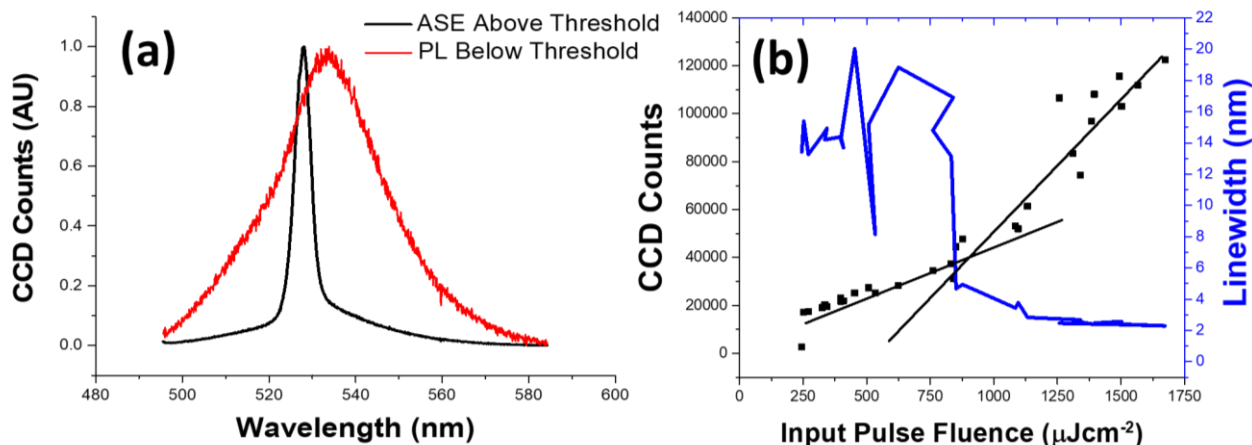 (a)
ASE Above Threshold
PL Below Threshold
CCD Counts (AU)
1.0
0.8
0.6
0.4
0.2
0.0
480 500 520 540 560 580 600
Wavelength (nm)
(b)
CCD Counts
140000
120000
100000
80000
60000
40000
20000
0
0 250 500 750 1000 1250 1500 1750
Input Pulse Fluence (μJcm-2)
22
20
18
16
14
12
10
8
6
4
2
0
Linewidth (nm)